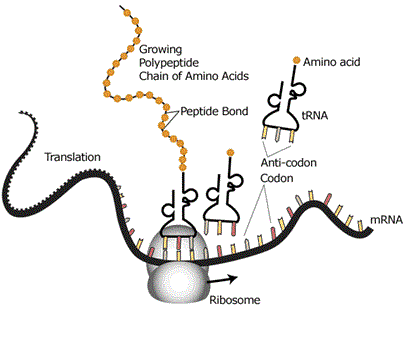 Growing
Polypeptide
Chain of Amino Acids
Amino acid
Peptide Bond
tRNA
Translation
Anti-codon
Codon
mRNA
Ribosome